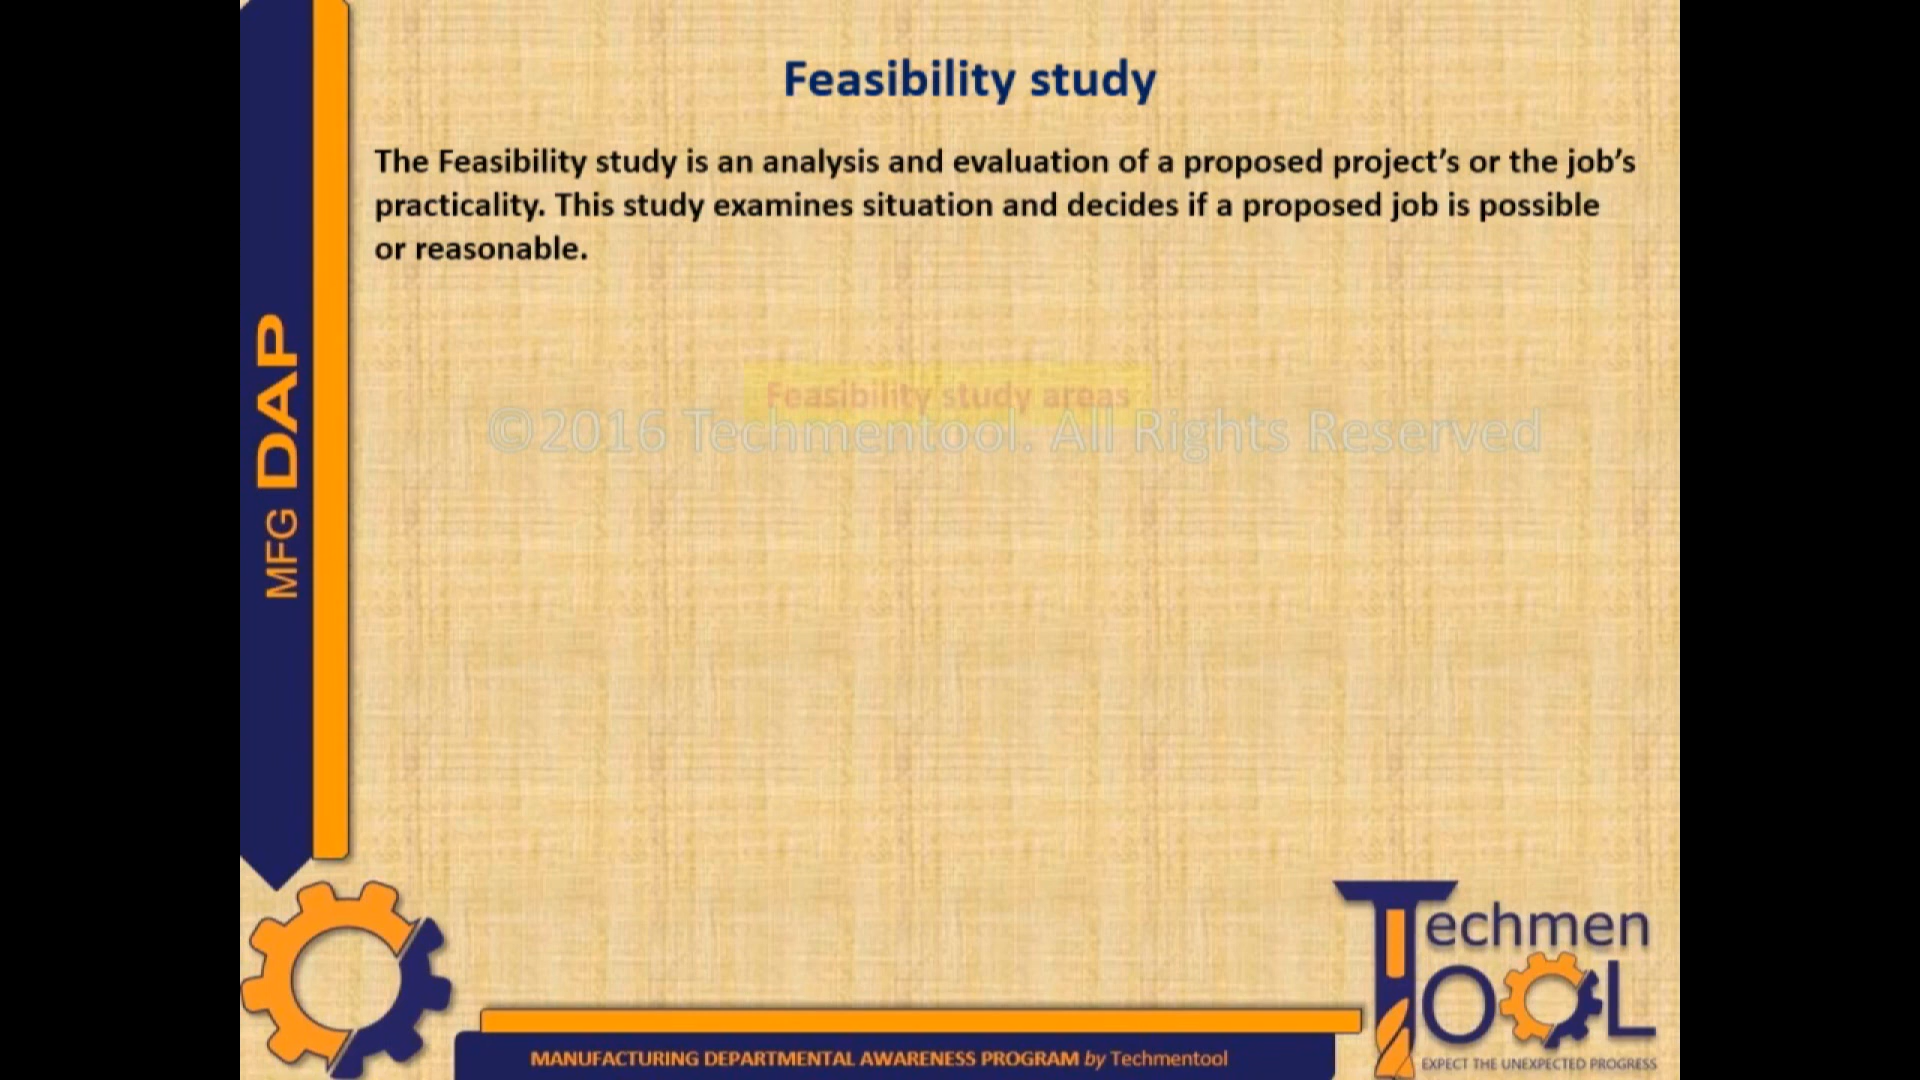 Feasibility study
The Feasibility study is an analysis and evaluation of a proposed project’s or the job’s
practicality. This study examines situation and decides if a proposed job is possible
or reasonable.
Feasibility study areas
©2016 Techmentool. All Rights Reserved
MFG DAP
Techmen
TOOL
EXPECT THE UNEXPECTED PROGRESS
MANUFACTURING DEPARTMENTAL AWARENESS PROGRAM by Techmentool